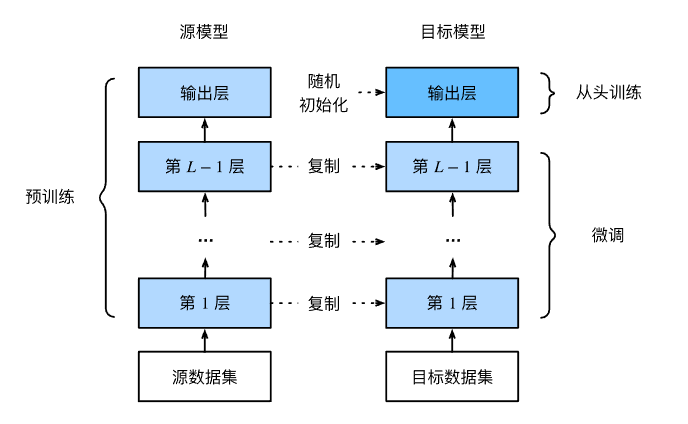 源模型
目标模型
输出层
随机
初始化
输出层
从头训练
第 L − 1 层
复制
第 L − 1 层
预训练
...
复制
...
微调
第 1 层
复制
第 1 层
源数据集
目标数据集